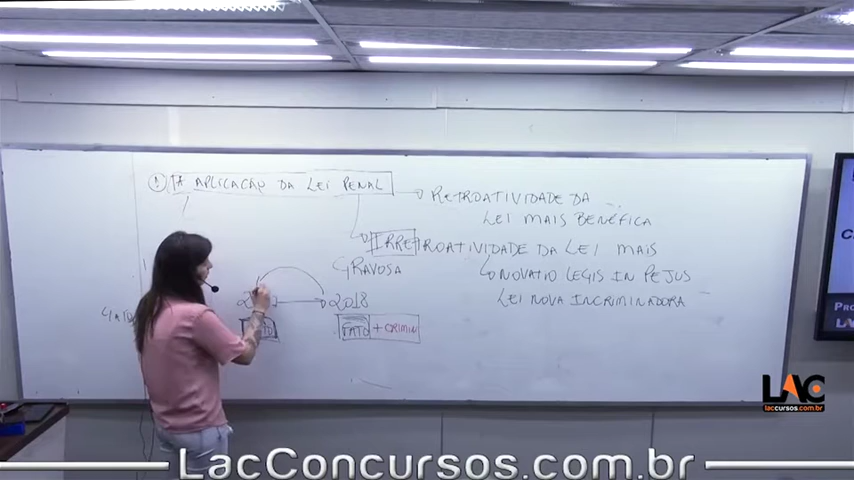 ! A APLICAÇÃO DA LEI PENAL
RETROATIVIDADE DA
LEI MAIS BENÉFICA
IRRETROATIVIDADE DA LEI MAIS
GRAVOSA
NOVATIO LEGIS IN PEJUS
LEI NOVA INCRIMINADORA
2018
FATO
FATO + CRIMIN
LAC
laccursos.com.br
LacConcursos.com.br